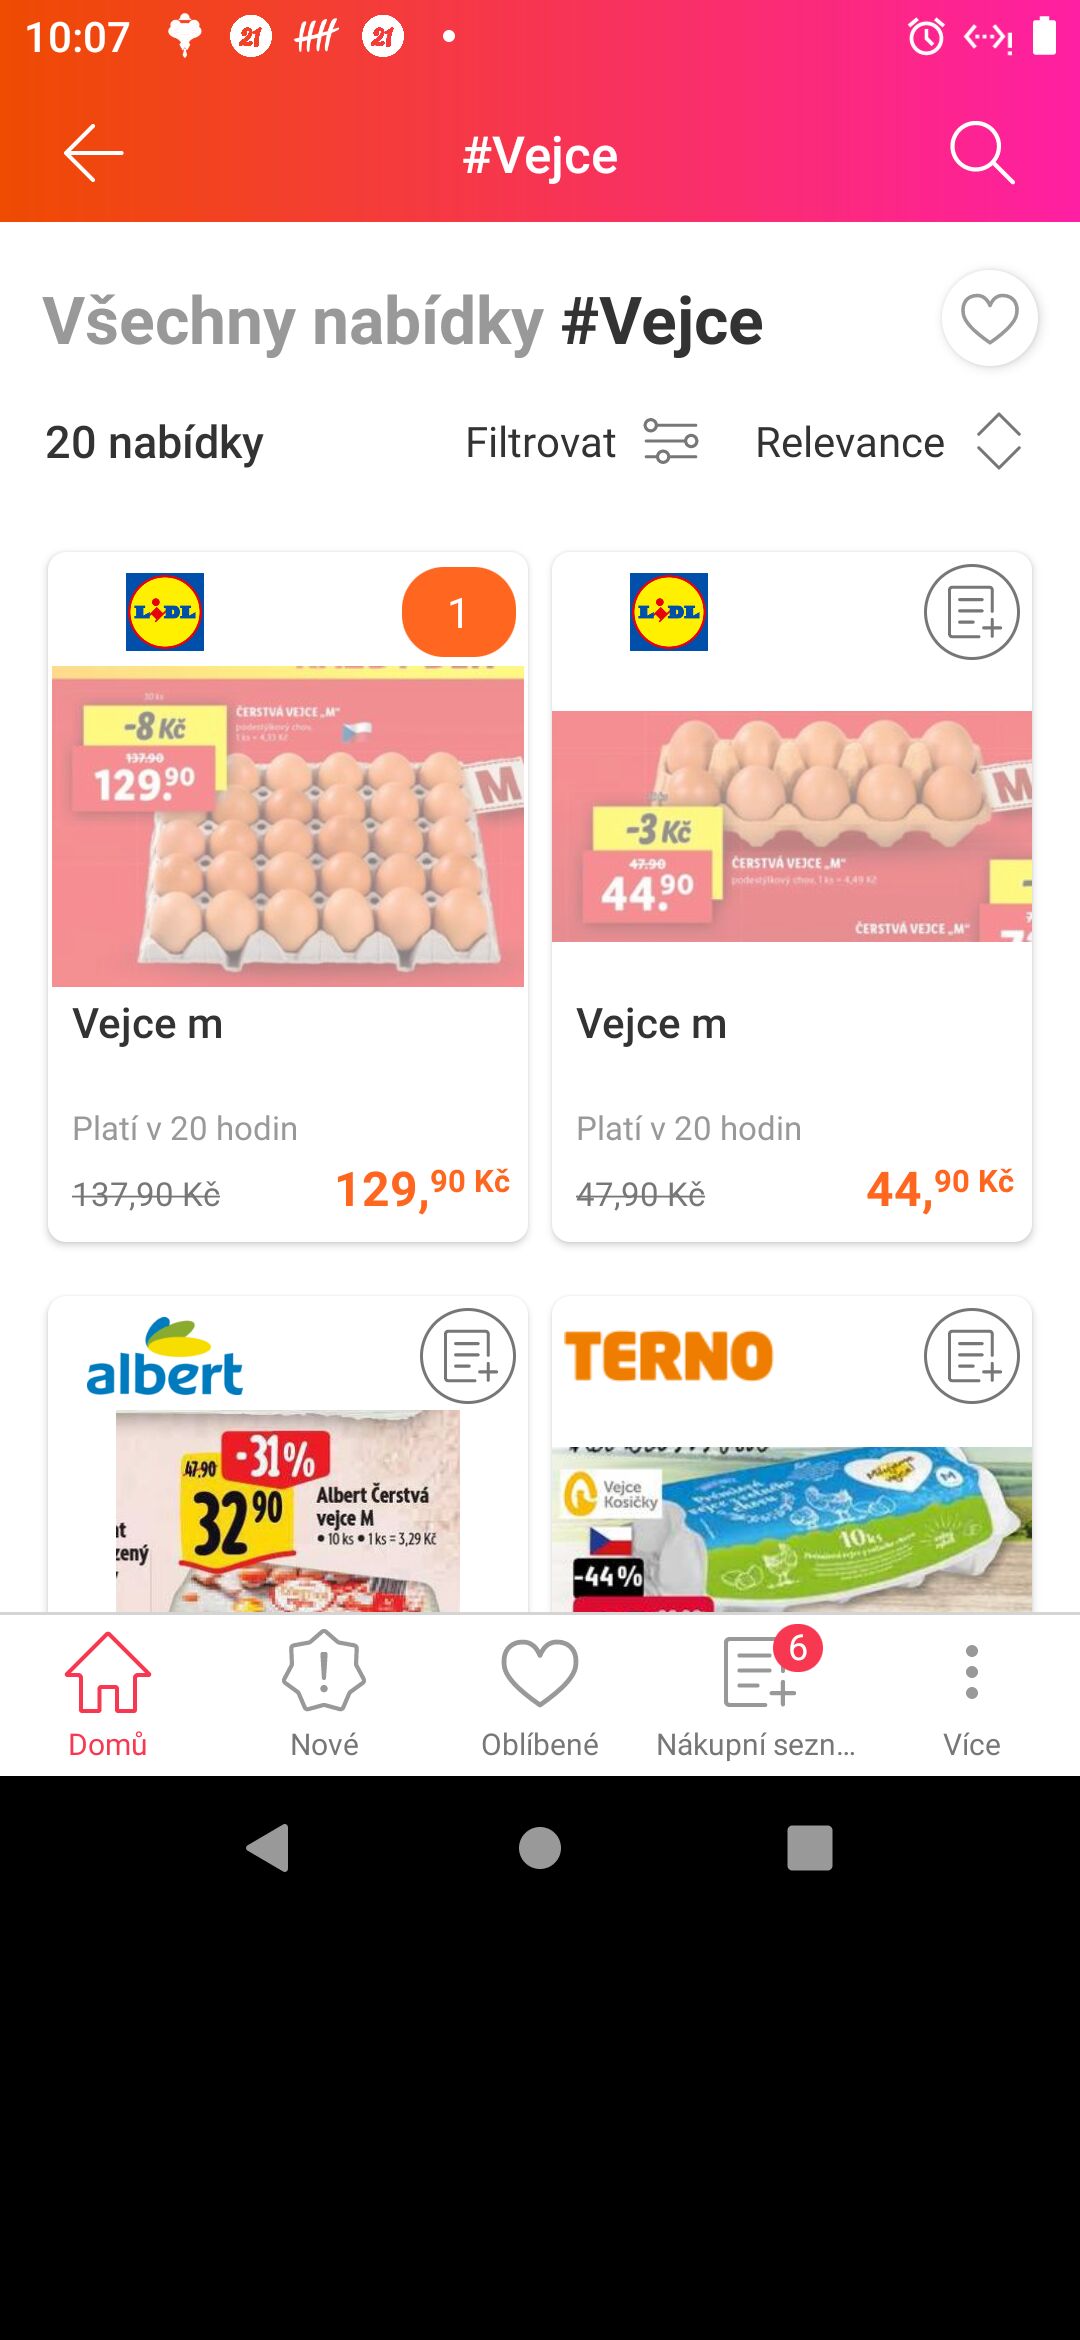 10:07
21
21
#Vejce
Všechny nabídky #Vejce
20 nabídky
Filtrovat
Relevance
LIDL
1
30 ks
ČERSTVÁ VEJCE „M“
podestýlkový chov,
1 ks = 4,33 Kč
-8 Kč
137.90
129.90
M
Vejce m
Platí v 20 hodin
137,90 Kč
129,90 Kč
LIDL
M
-3 Kč
47.90
44.90
ČERSTVÁ VEJCE „M“
podestýlkový chov, 1 ks = 4,49 Kč
ČERSTVÁ VEJCE „M“
Vejce m
Platí v 20 hodin
47,90 Kč
44,90 Kč
albert
47.90
-31%
32.90
Albert Čerstvá
vejce M
• 10 ks • 1 ks = 3,29 Kč
TERNO
Vejce
Kosičky
M
10 ks
-44%
Domů
Nové
Oblíbené
6
Nákupní sezn...
Více